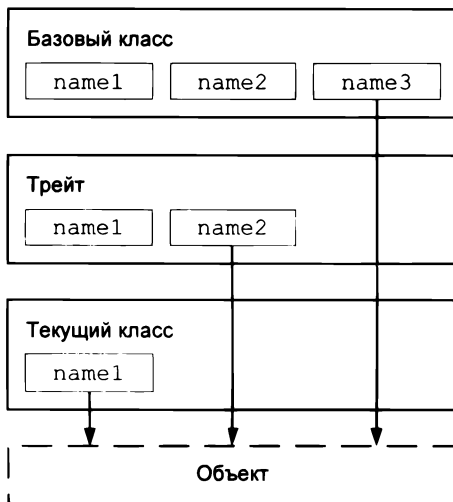 Базовый класс
name1 name2 name3
Трейт
name1 name2
Текущий класс
name1
Объект